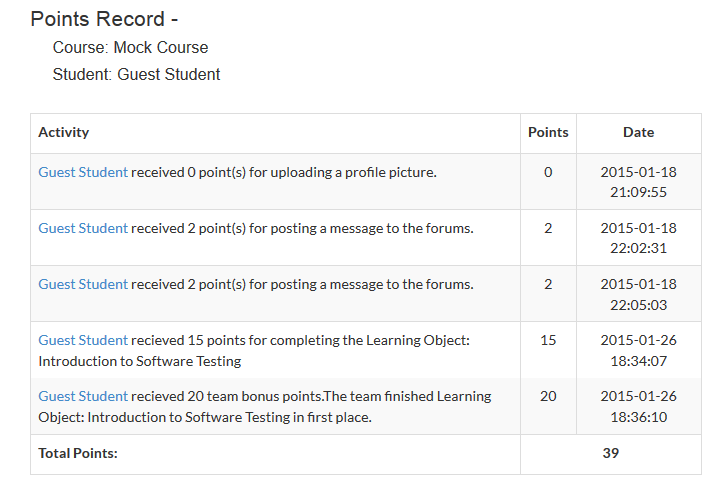 Points Record -
Course: Mock Course
Student: Guest Student
Activity Points Date
Guest Student received 0 point(s) for uploading a profile picture. 0 2015-01-18
21:09:55
Guest Student received 2 point(s) for posting a message to the forums. 2 2015-01-18
22:02:31
Guest Student received 2 point(s) for posting a message to the forums. 2 2015-01-18
22:05:03
Guest Student recieved 15 points for completing the Learning Object: 15 2015-01-26
Introduction to Software Testing 18:34:07
Guest Student recieved 20 team bonus points.The team finished Learning 20 2015-01-26
Object: Introduction to Software Testing in first place. 18:36:10
Total Points: 39